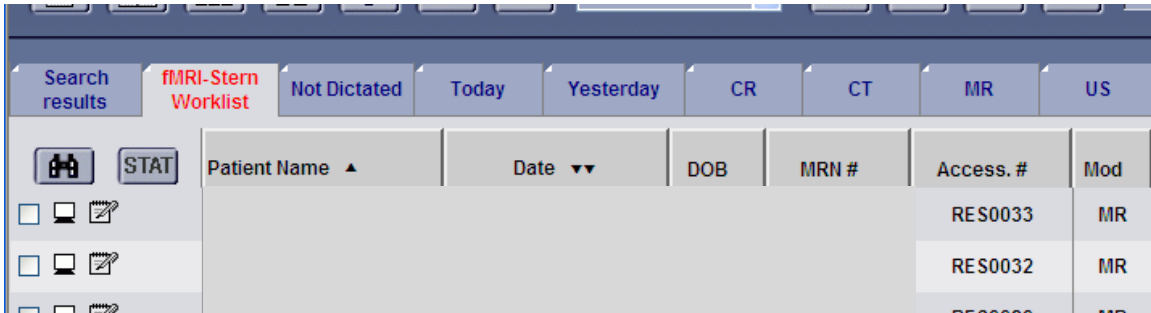 Search results
fMRI-Stern Worklist
Not Dictated
Today
Yesterday
CR
CT
MR
US
STAT
Patient Name ▲
Date ▼▼
DOB
MRN #
Access. #
Mod
RES0033 MR
RES0032 MR